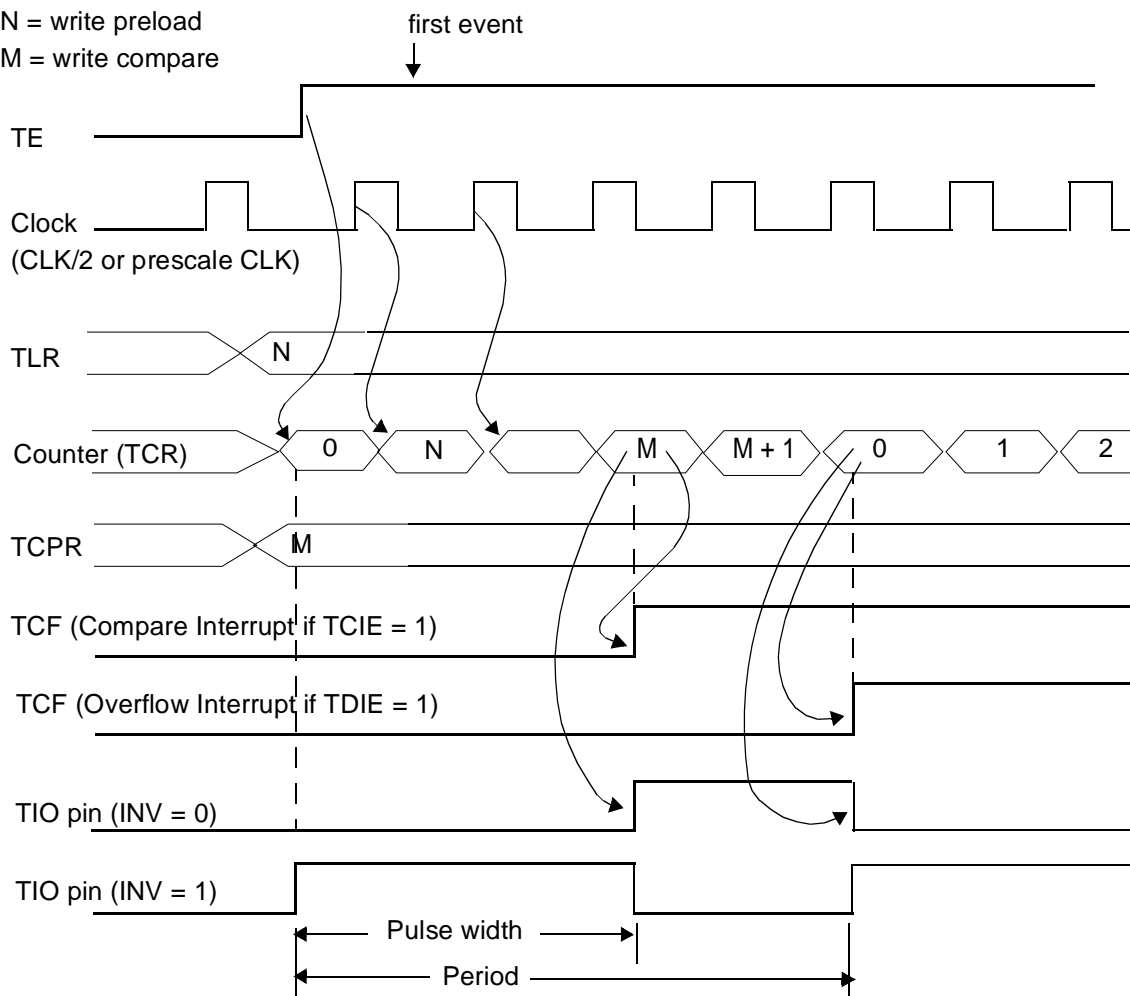 N = write preload
M = write compare
first event
TE
Clock
(CLK/2 or prescale CLK)
TLR
N
Counter (TCR)
0
N
M
M + 1
0
1
2
TCPR
M
TCF (Compare Interrupt if TCIE = 1)
TCF (Overflow Interrupt if TDIE = 1)
TIO pin (INV = 0)
TIO pin (INV = 1)
Pulse width
Period